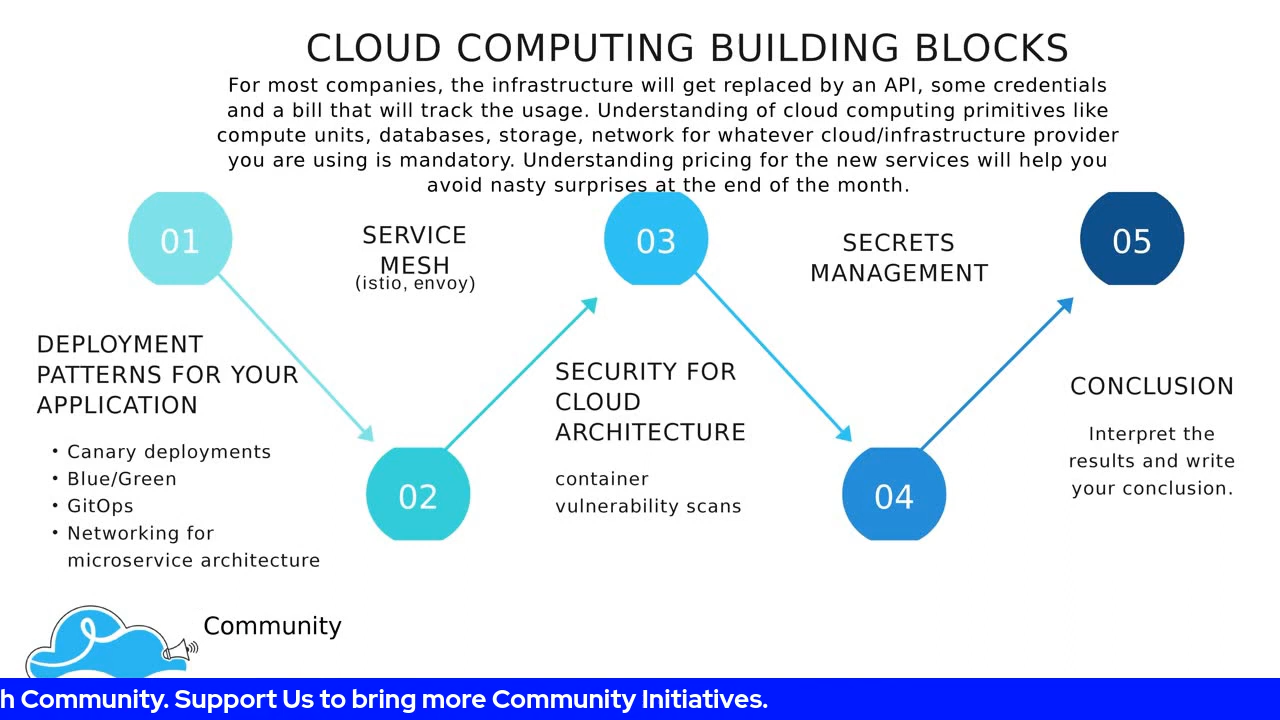 CLOUD COMPUTING BUILDING BLOCKS
For most companies, the infrastructure will get replaced by an API, some credentials
and a bill that will track the usage. Understanding of cloud computing primitives like
compute units, databases, storage, network for whatever cloud/infrastructure provider
you are using is mandatory. Understanding pricing for the new services will help you
avoid nasty surprises at the end of the month.
01
DEPLOYMENT
PATTERNS FOR YOUR
APPLICATION
• Canary deployments
• Blue/Green
• GitOps
• Networking for
microservice architecture
SERVICE
MESH
(istio, envoy)
02
03
SECURITY FOR
CLOUD
ARCHITECTURE
container
vulnerability scans
SECRETS
MANAGEMENT
04
05
CONCLUSION
Interpret the
results and write
your conclusion.
Community
h Community. Support Us to bring more Community Initiatives.